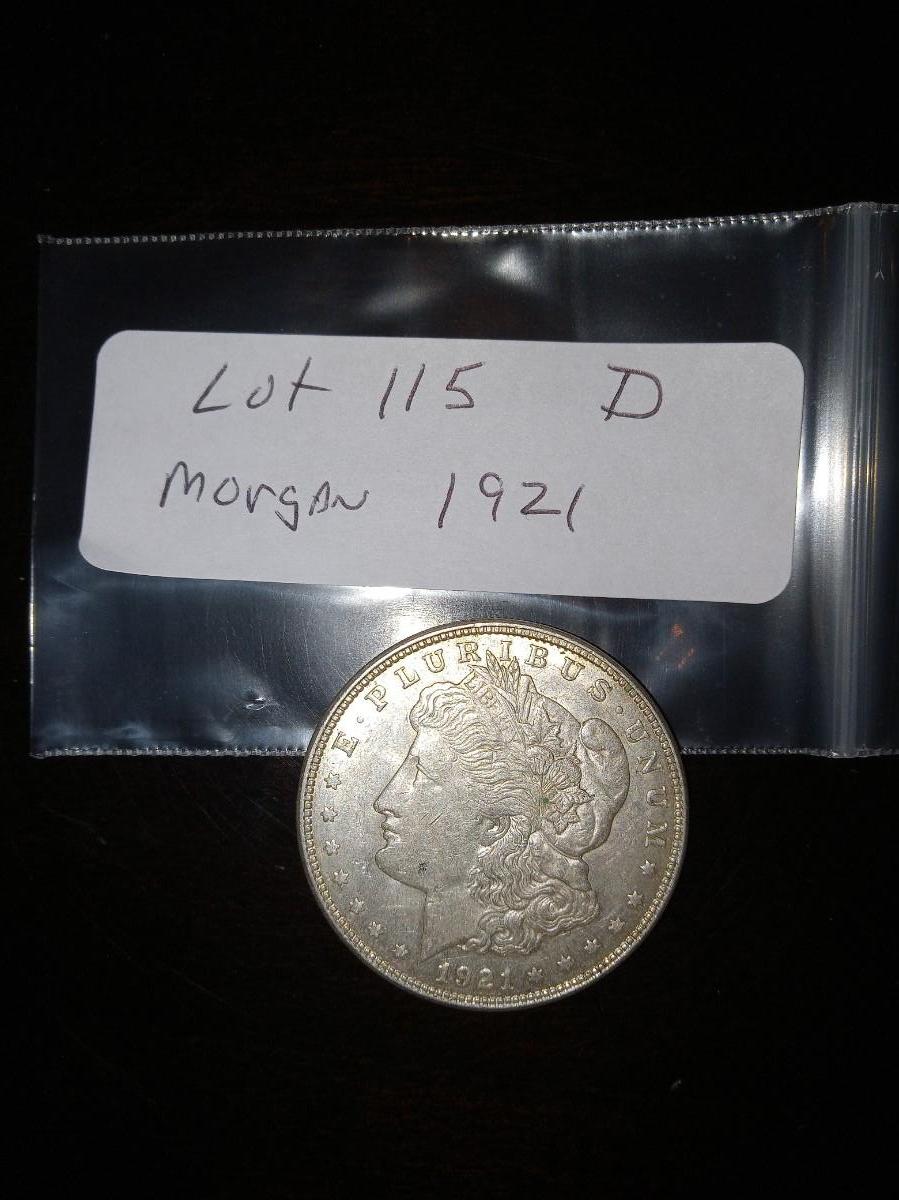 Lot 115 D
Morgan 1921
E · PLURIBUS · UNUM
1921